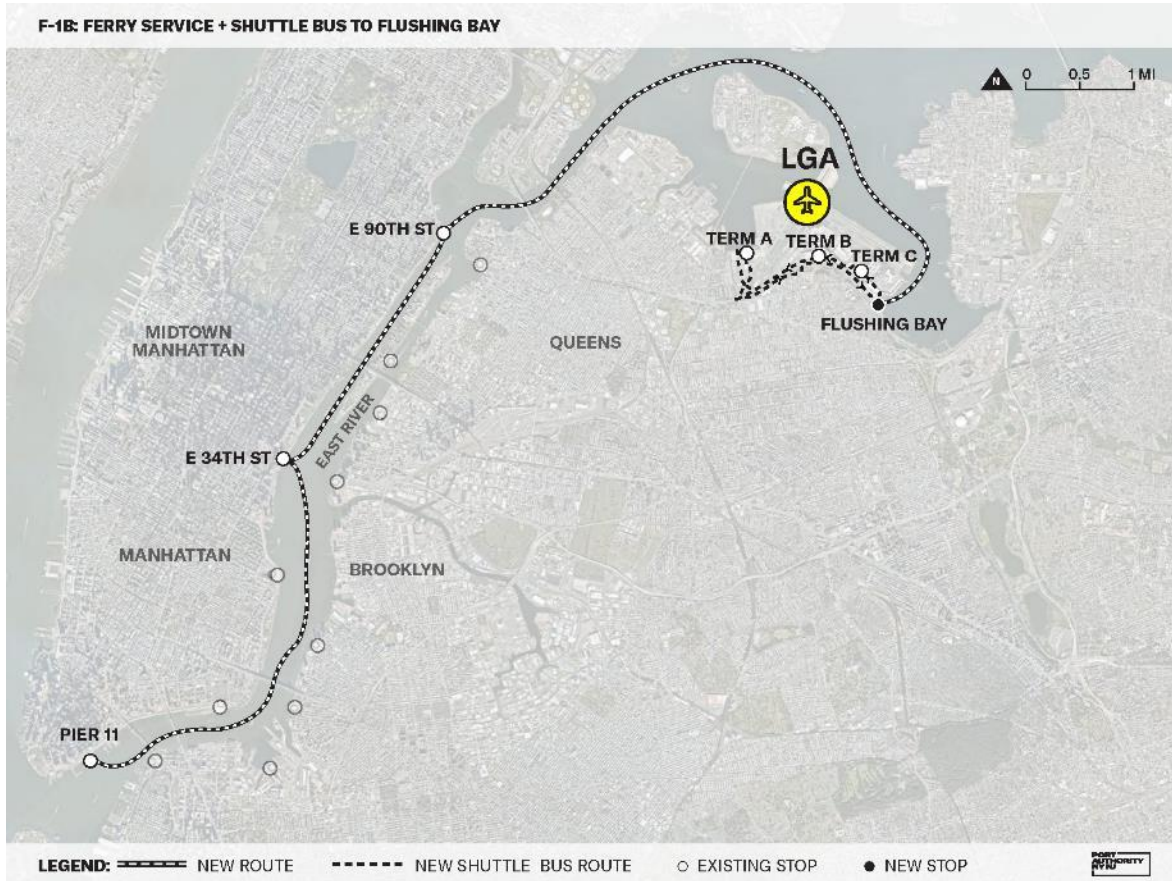 F-1B: FERRY SERVICE + SHUTTLE BUS TO FLUSHING BAY
N
0 0.5 1 MI
LGA
E 90TH ST
TERM A
TERM B
TERM C
FLUSHING BAY
MIDTOWN
MANHATTAN
QUEENS
EAST RIVER
E 34TH ST
MANHATTAN
BROOKLYN
PIER 11
LEGEND:
NEW ROUTE
NEW SHUTTLE BUS ROUTE
EXISTING STOP
NEW STOP
PORT
AUTHORITY
NY NJ